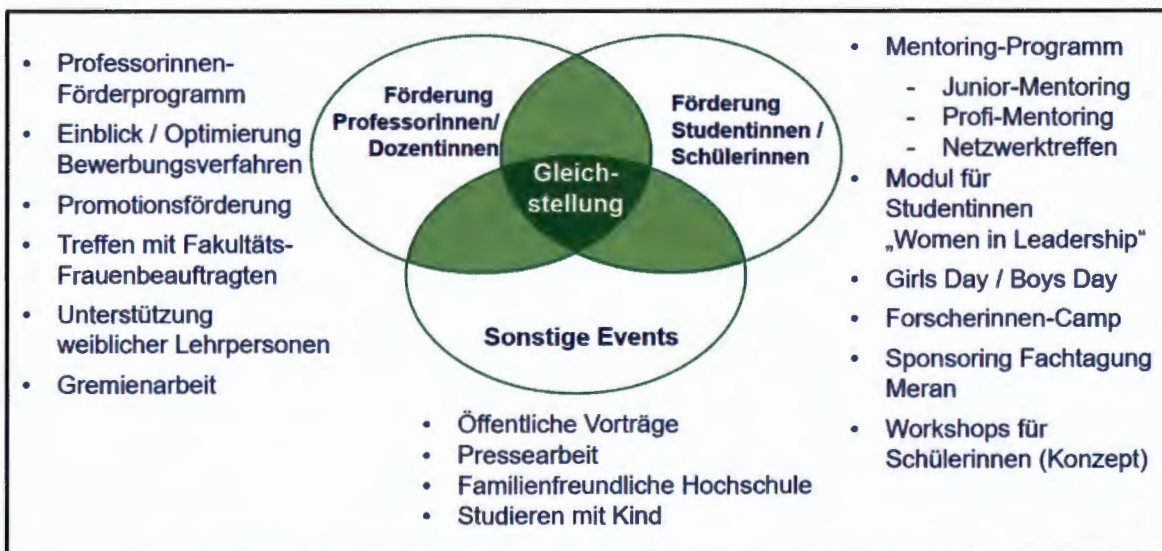 • Professorinnen-
Förderprogramm
• Einblick / Optimierung
Bewerbungsverfahren
• Promotionsförderung
• Treffen mit Fakultäts-
Frauenbeauftragten
• Unterstützung
weiblicher Lehrpersonen
• Gremienarbeit
Förderung
Professorinnen/
Dozentinnen
Förderung
Studentinnen /
Schülerinnen
Gleich-
stellung
Sonstige Events
• Öffentliche Vorträge
• Pressearbeit
• Familienfreundliche Hochschule
• Studieren mit Kind
• Mentoring-Programm
- Junior-Mentoring
- Profi-Mentoring
- Netzwerktreffen
• Modul für
Studentinnen
„Women in Leadership“
• Girls Day / Boys Day
• Forscherinnen-Camp
• Sponsoring Fachtagung
Meran
• Workshops für
Schülerinnen (Konzept)